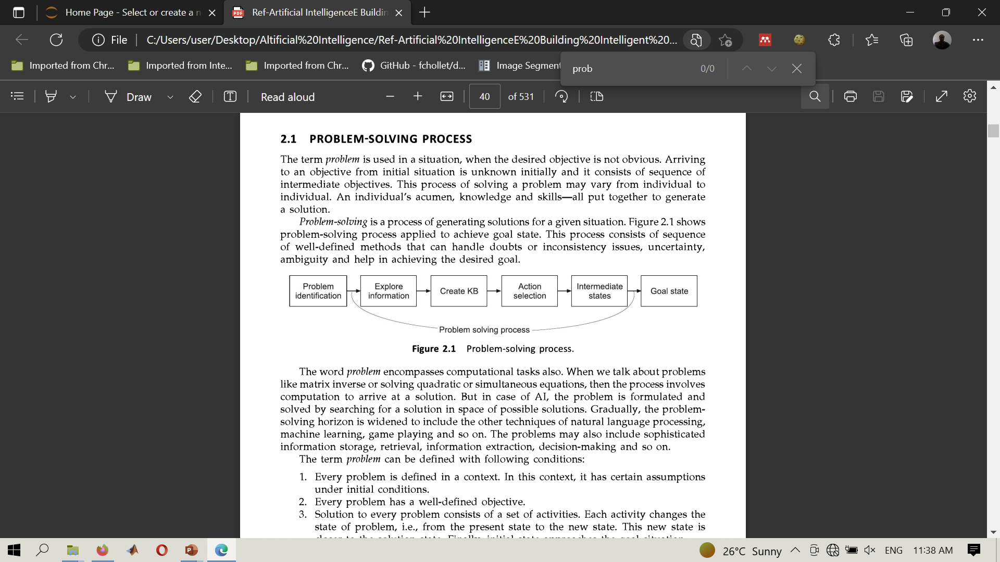 Home Page - Select or create a n
Ref-Artificial IntelligenceE Buildin
File
C:/Users/user/Desktop/Altificial%20Intelligence/Ref-Artificial%20IntelligenceE%20Building%20Intelligent%20...
Imported from Chr...
Imported from Inte...
Imported from Chr...
GitHub - fchollet/d...
Image Segment
prob
0/0
Draw
Read aloud
40
of 531
2.1 PROBLEM-SOLVING PROCESS
The term problem is used in a situation, when the desired objective is not obvious. Arriving
to an objective from initial situation is unknown initially and it consists of sequence of
intermediate objectives. This process of solving a problem may vary from individual to
individual. An individual's acumen, knowledge and skills—all put together to generate
a solution.
Problem-solving is a process of generating solutions for a given situation. Figure 2.1 shows
problem-solving process applied to achieve goal state. This process consists of sequence
of well-defined methods that can handle doubts or inconsistency issues, uncertainty,
ambiguity and help in achieving the desired goal.
Problem
identification
Explore
information
Create KB
Action
selection
Intermediate
states
Goal state
Problem solving process
Figure 2.1 Problem-solving process.
The word problem encompasses computational tasks also. When we talk about problems
like matrix inverse or solving quadratic or simultaneous equations, then the process involves
computation to arrive at a solution. But in case of AI, the problem is formulated and
solved by searching for a solution in space of possible solutions. Gradually, the problem-
solving horizon is widened to include the other techniques of natural language processing,
machine learning, game playing and so on. The problems may also include sophisticated
information storage, retrieval, information extraction, decision-making and so on.
The term problem can be defined with following conditions:
1. Every problem is defined in a context. In this context, it has certain assumptions
under initial conditions.
2. Every problem has a well-defined objective.
3. Solution to every problem consists of a set of activities. Each activity changes the
state of problem, i.e., from the present state to the new state. This new state is
26°C Sunny
ENG
11:38 AM